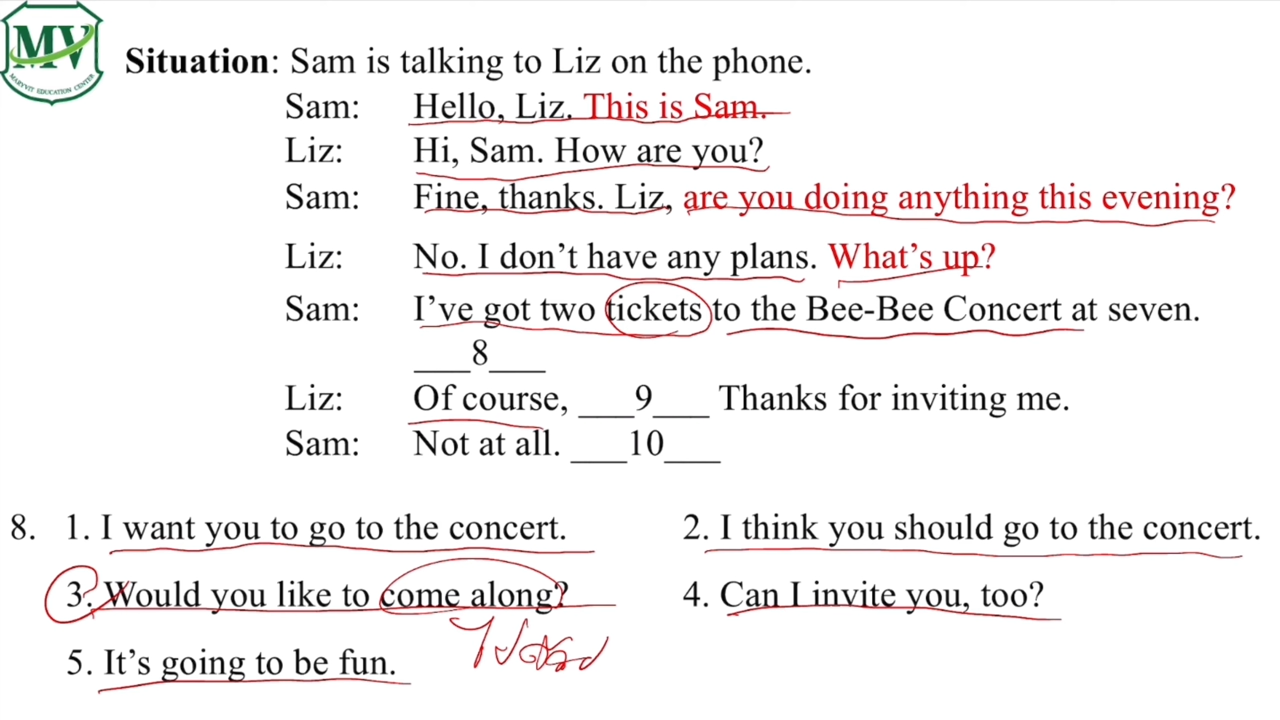 MV
MARYVIT EDUCATION CENTER
Situation: Sam is talking to Liz on the phone.
Sam: Hello, Liz. This is Sam.
Liz: Hi, Sam. How are you?
Sam: Fine, thanks. Liz, are you doing anything this evening?
Liz: No. I don’t have any plans. What’s up?
Sam: I’ve got two tickets to the Bee-Bee Concert at seven.
___8___
Liz: Of course, ___9___ Thanks for inviting me.
Sam: Not at all. ___10___
8. 1. I want you to go to the concert. 2. I think you should go to the concert.
3. Would you like to come along? 4. Can I invite you, too?
5. It’s going to be fun.